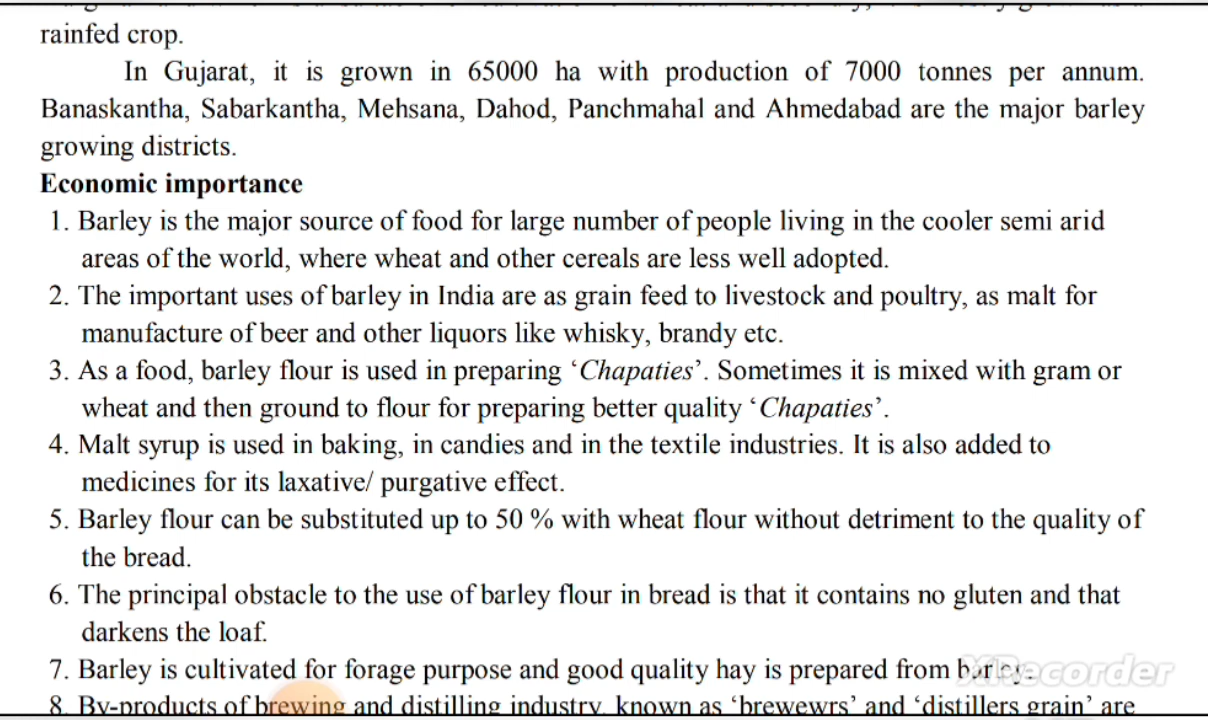 rainfed crop.
In Gujarat, it is grown in 65000 ha with production of 7000 tonnes per annum.
Banaskantha, Sabarkantha, Mehsana, Dahod, Panchmahal and Ahmedabad are the major barley
growing districts.
Economic importance
1. Barley is the major source of food for large number of people living in the cooler semi arid
areas of the world, where wheat and other cereals are less well adopted.
2. The important uses of barley in India are as grain feed to livestock and poultry, as malt for
manufacture of beer and other liquors like whisky, brandy etc.
3. As a food, barley flour is used in preparing ‘Chapaties’. Sometimes it is mixed with gram or
wheat and then ground to flour for preparing better quality ‘Chapaties’.
4. Malt syrup is used in baking, in candies and in the textile industries. It is also added to
medicines for its laxative/ purgative effect.
5. Barley flour can be substituted up to 50 % with wheat flour without detriment to the quality of
the bread.
6. The principal obstacle to the use of barley flour in bread is that it contains no gluten and that
darkens the loaf.
7. Barley is cultivated for forage purpose and good quality hay is prepared from barley.
XRecorder
8. By-products of brewing and distilling industry, known as ‘brewewrs’ and ‘distillers grain’ are